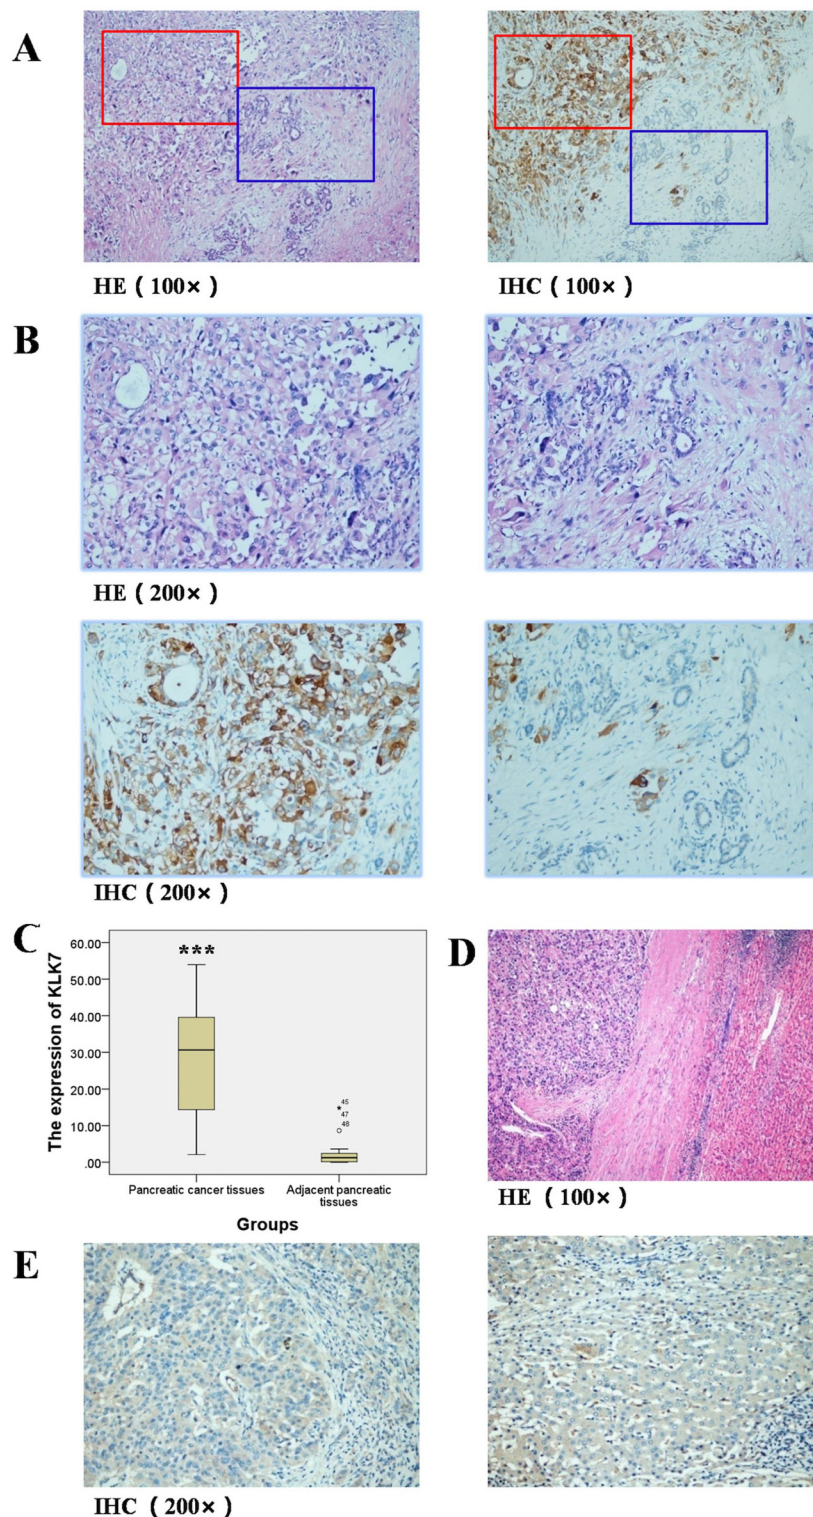 A
HE ( 100× )
IHC ( 100× )
B
HE ( 200× )
IHC ( 200× )
C
The expression of KLK7
60.00
50.00
40.00
30.00
20.00
10.00
.00
***
45
*
47
48
Pancreatic cancer tissues
Adjacent pancreatic
tissues
Groups
D
HE ( 100× )
E
IHC ( 200× )